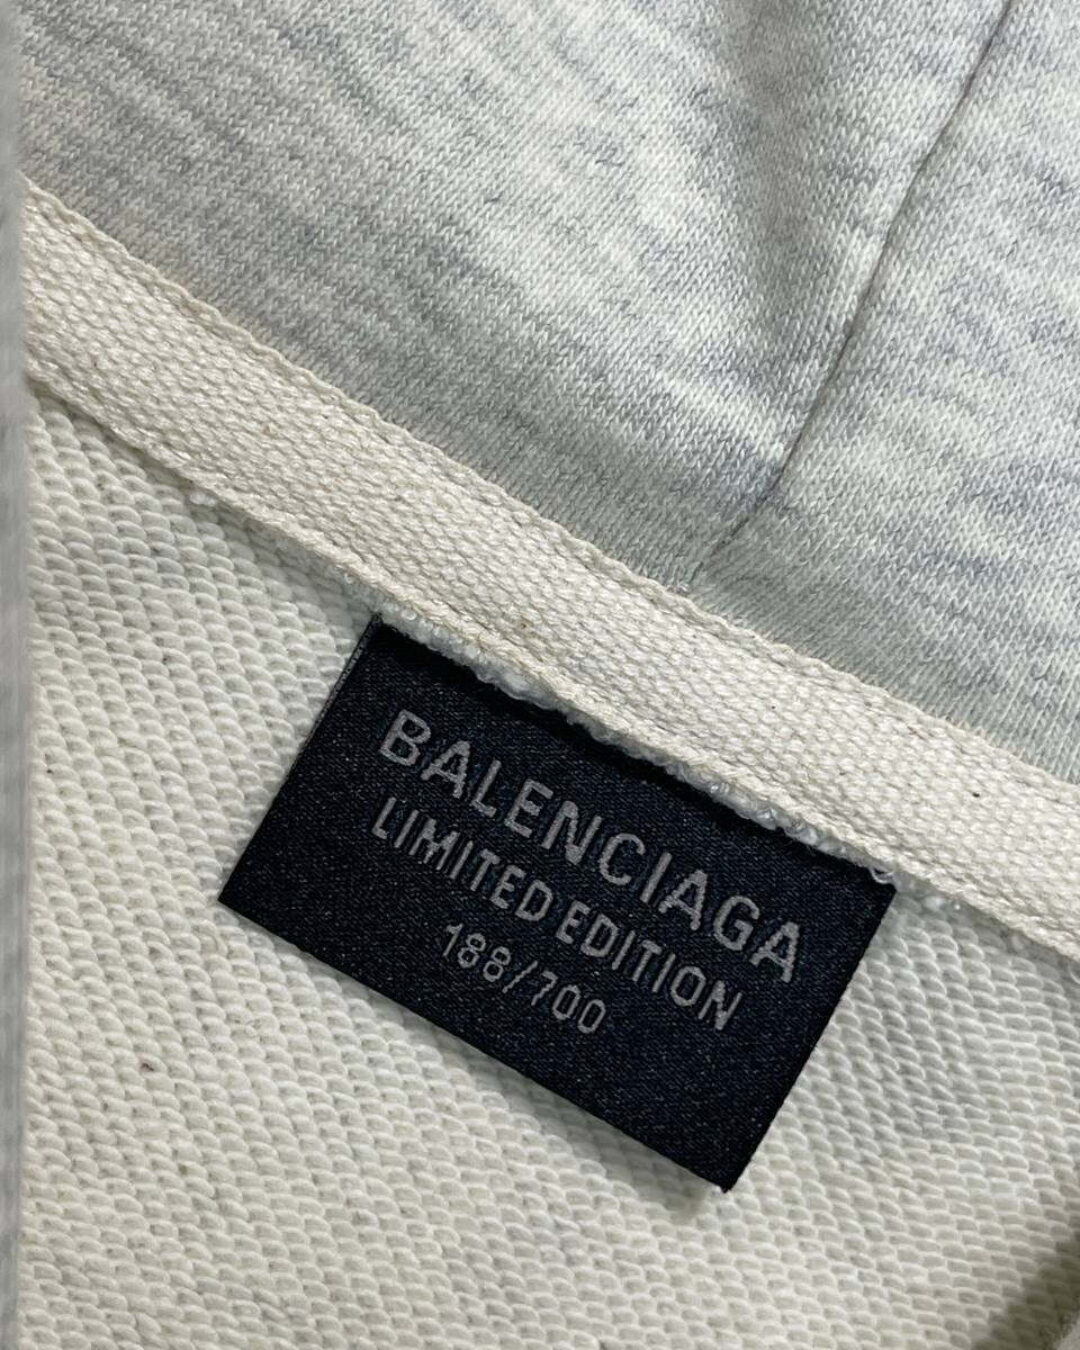 BALENCIAGA
LIMITED EDITION
188/700